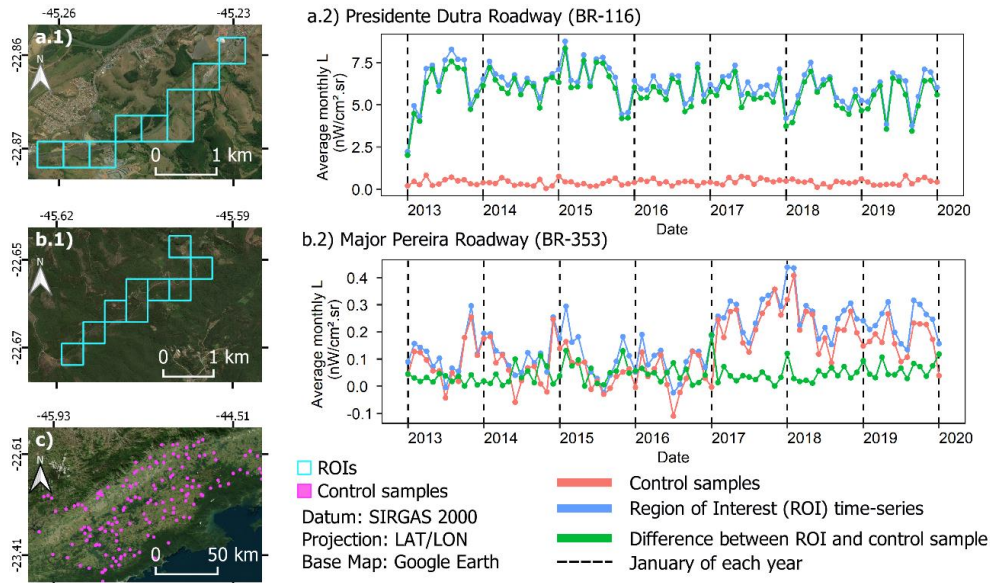 -45.26
-45.23
a.1)
-22.86
-22.87
N
0 1 km
a.2) Presidente Dutra Roadway (BR-116)
Average monthly L
(nW/cm².sr)
7.5
5.0
2.5
0.0
2013 2014 2015 2016 2017 2018 2019 2020
Date
-45.62
-45.59
b.1)
-22.65
-22.67
N
0 1 km
b.2) Major Pereira Roadway (BR-353)
Average monthly L
(nW/cm².sr)
0.4
0.3
0.2
0.1
0.0
-0.1
2013 2014 2015 2016 2017 2018 2019 2020
Date
-45.93
-44.51
c)
-22.61
-23.41
N
0 50 km
ROIs
Control samples
Datum: SIRGAS 2000
Projection: LAT/LON
Base Map: Google Earth
Control samples
Region of Interest (ROI) time-series
Difference between ROI and control sample
January of each year